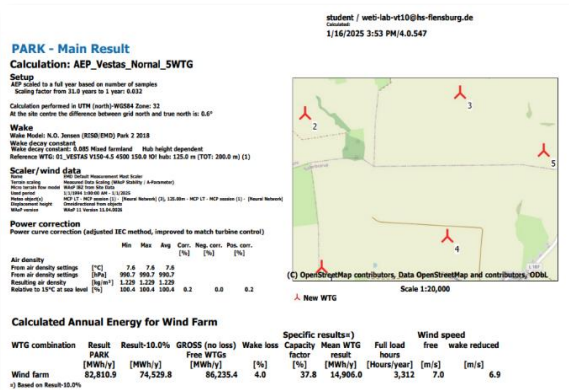 student / weti-lab-vt10@hs-flensburg.de
Calculated:
1/16/2025 3:53 PM/4.0.547
PARK - Main Result
Calculation: AEP_Vestas_Nornal_5WTG
Setup
AEP scaled to a full year based on number of samples
Scaling factor from 31.0 years to 1 year: 0.032
Calculation performed in UTM (north)-WGS84 Zone: 32
At the site centre the difference between grid north and true north is: 0.6°
Wake
Wake Model: N.O. Jensen (RISØ/EMD) Park 2 2018
Wake decay constant
Wake decay constant: 0.085 Mixed farmland Hub height dependent
Reference WTG: 01_VESTAS V150-4.5 4500 150.0 !O! hub: 125.0 m (TOT: 200.0 m) (1)
Scaler/wind data
Name EMD Default Measurement Mast Scaler
Terrain scaling Measured Data Scaling (WAsP Stability / A-Parameter)
Micro terrain flow model WAsP IBZ from Site Data
Used period 1/1/1994 1:00:00 AM - 1/1/2025
Meteo object(s) MCP LT - MCP session (1) - [Neural Network] (3), 125.00m - MCP LT - MCP session (1) - [Neural Network]
Displacement height Omnidirectional from objects
WAsP version WAsP 11 Version 11.04.0026
Power correction
Power curve correction (adjusted IEC method, improved to match turbine control)
Min Max Avg Corr. Neg. corr. Pos. corr.
[%] [%] [%]
Air density
From air density settings [°C] 7.6 7.6 7.6
From air density settings [hPa] 990.7 990.7 990.7
Resulting air density [kg/m³] 1.229 1.229 1.229
Relative to 15°C at sea level [%] 100.4 100.4 100.4 0.2 0.0 0.2
2
3
5
4
(C) OpenStreetMap contributors, Data OpenStreetMap and contributors, ODbL
Scale 1:20,000
New WTG
Calculated Annual Energy for Wind Farm
Specific results¤) Wind speed
WTG combination Result Result-10.0% GROSS (no loss) Wake loss Capacity Mean WTG Full load free wake reduced
PARK Free WTGs factor result hours
[MWh/y] [MWh/y] [MWh/y] [%] [%] [MWh/y] [Hours/year] [m/s] [m/s]
Wind farm 82,810.9 74,529.8 86,235.4 4.0 37.8 14,906.0 3,312 7.0 6.9
¤) Based on Result-10.0%